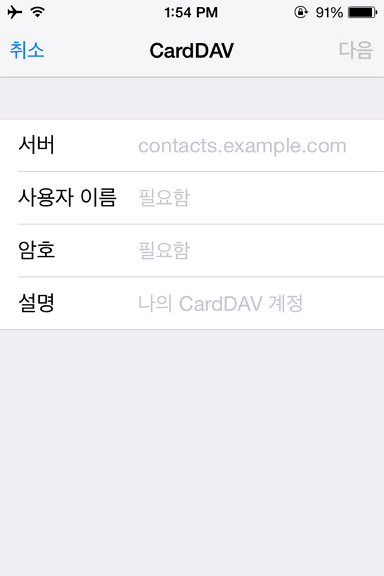 1:54 PM 91%
취소 CardDAV 다음
서버 contacts.example.com
사용자 이름 필요함
암호 필요함
설명 나의 CardDAV 계정